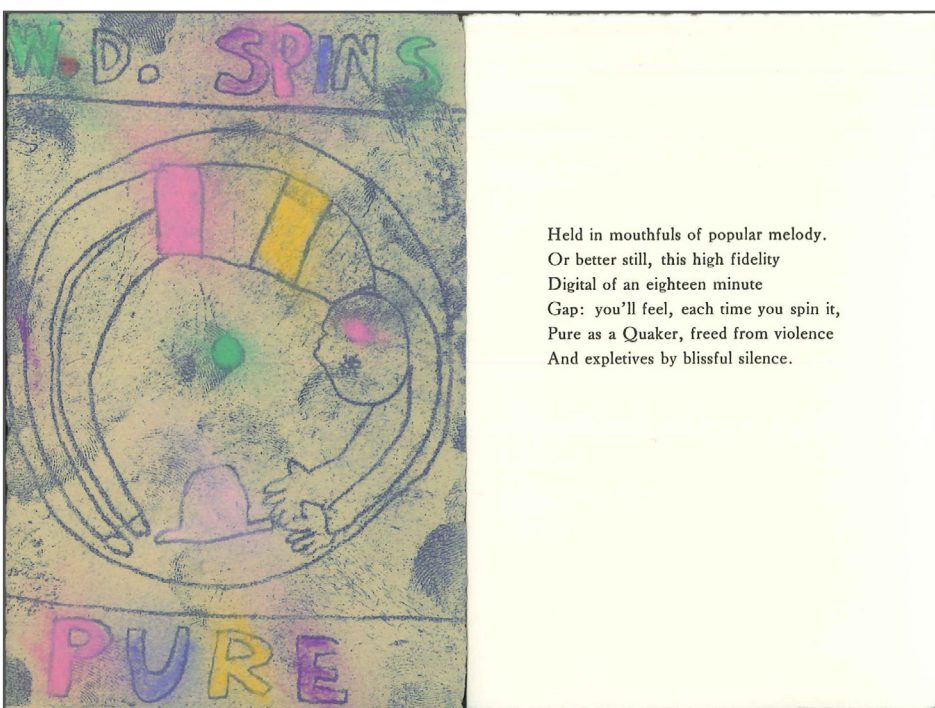 W.D. SPINS
PURE
Held in mouthfuls of popular melody.
Or better still, this high fidelity
Digital of an eighteen minute
Gap: you'll feel, each time you spin it,
Pure as a Quaker, freed from violence
And expletives by blissful silence.